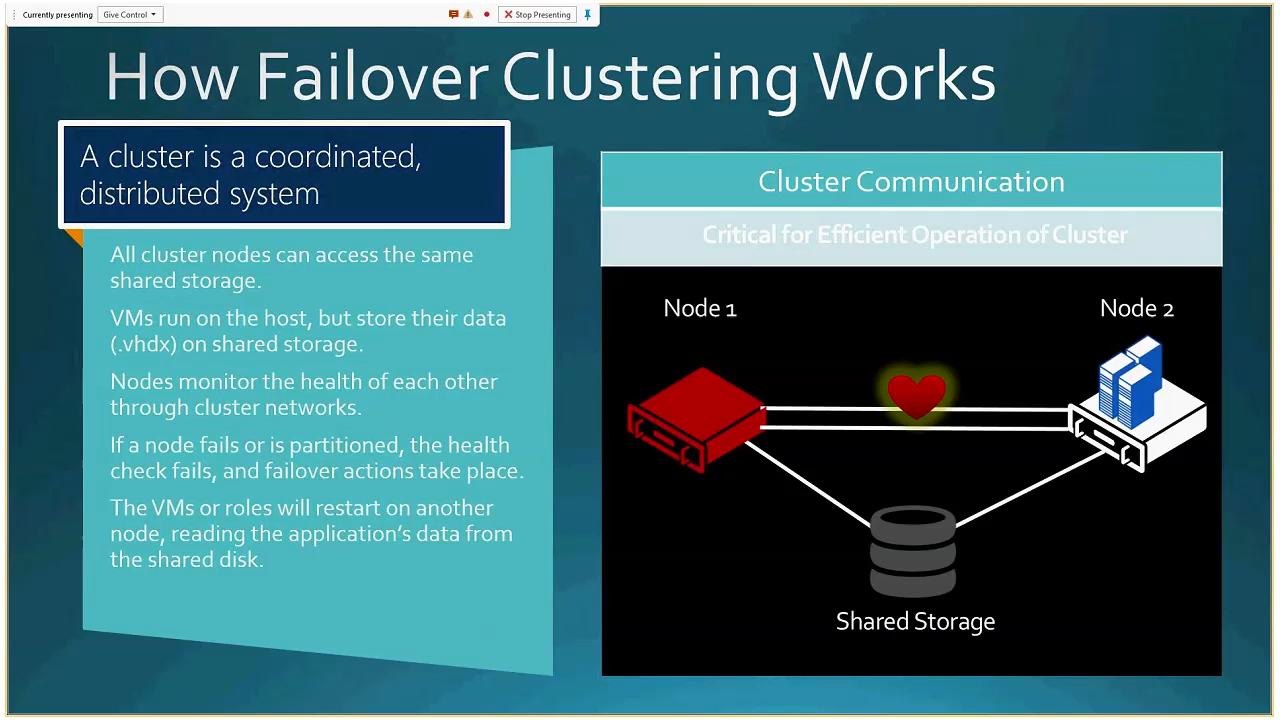 Currently presenting
Give Control
Stop Presenting
How Failover Clustering Works
A cluster is a coordinated,
distributed system
All cluster nodes can access the same
shared storage.
VMs run on the host, but store their data
(.vhdx) on shared storage.
Nodes monitor the health of each other
through cluster networks.
If a node fails or is partitioned, the health
check fails, and failover actions take place.
The VMs or roles will restart on another
node, reading the application’s data from
the shared disk.
Cluster Communication
Critical for Efficient Operation of Cluster
Node 1
Node 2
Shared Storage